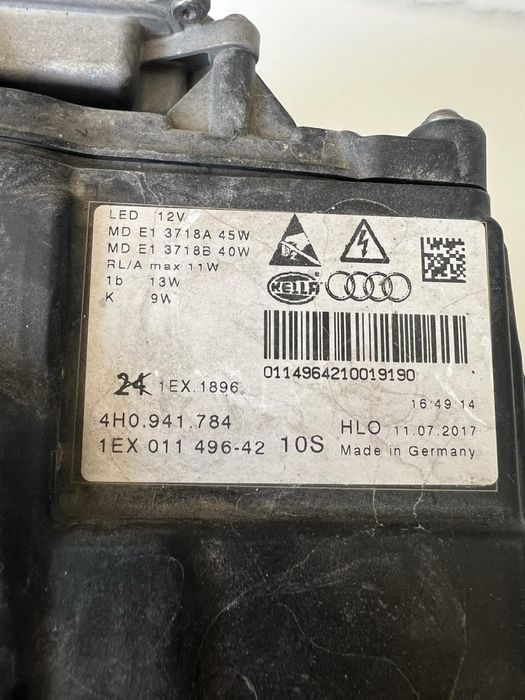 LED 12V
MD E1 3718A 45W
MD E1 3718B 40W
RL/A max 11W
1b 13W
K 9W
HELLA
0114964210019190
24 1EX.1896
16:49 14
4H0.941.784
HLO 11.07.2017
1EX 011 496-42 10S
Made in Germany